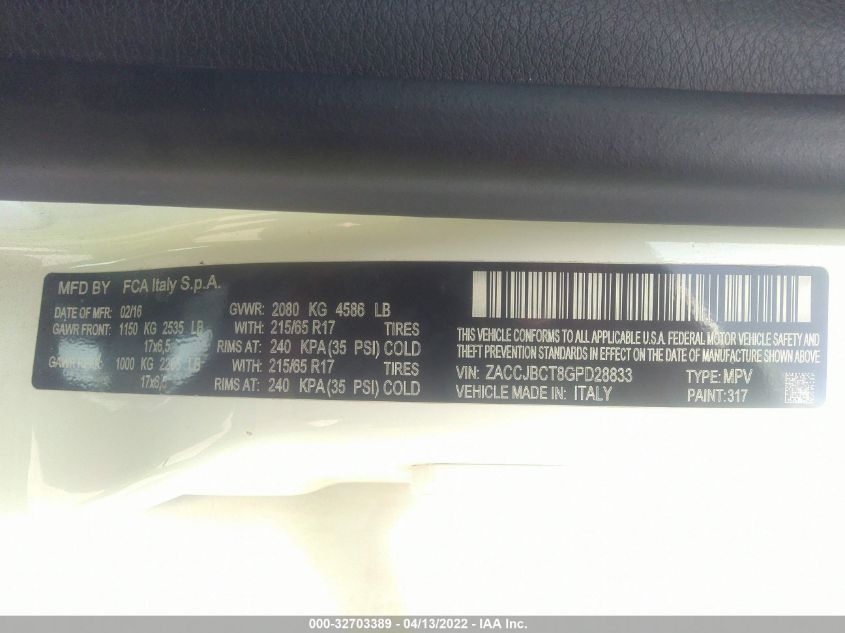 MFD BY FCA Italy S.p.A.
DATE OF MFR: 02/16 GVWR: 2080 KG 4586 LB
GAWR FRONT: 1150 KG 2535 LB WITH: 215/65 R17 TIRES
17x6,5 RIMS AT: 240 KPA(35 PSI) COLD
GAWR 1000 KG LB WITH: 215/65 R17 TIRES
17x6,5 RIMS AT: 240 KPA(35 PSI) COLD
THIS VEHICLE CONFORMS TO ALL APPLICABLE U.S.A. FEDERAL MOTOR VEHICLE SAFETY AND
THEFT PREVENTION STANDARDS IN EFFECT ON THE DATE OF MANUFACTURE SHOWN ABOVE
VIN: ZACCJBCT8GPD28833 TYPE: MPV
VEHICLE MADE IN: ITALY PAINT:317
000-32703389 - 04/13/2022 - IAA Inc.